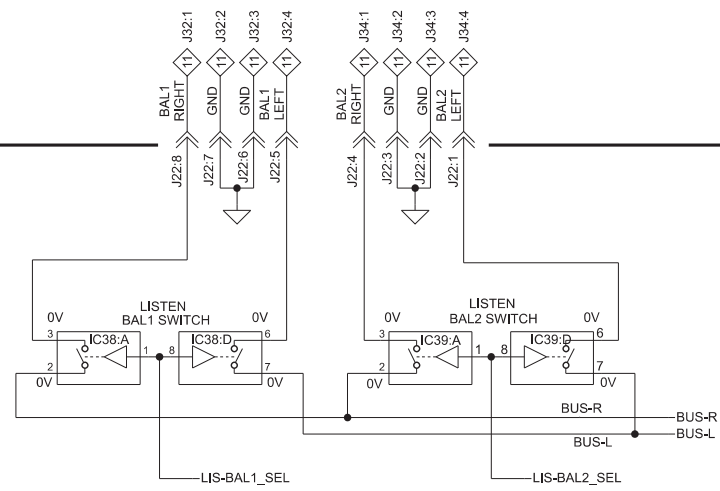 J32:1
J32:2
J32:3
J32:4
J34:1
J34:2
J34:3
J34:4
11
11
11
11
11
11
11
11
BAL1
RIGHT
GND
GND
BAL1
LEFT
BAL2
RIGHT
GND
GND
BAL2
LEFT
J22:8
J22:7
J22:6
J22:5
J22:4
J22:3
J22:2
J22:1
0V
LISTEN
BAL1 SWITCH
0V
0V
LISTEN
BAL2 SWITCH
0V
3
IC38:A
IC38:D
6
3
IC39:A
IC39:D
6
1
8
1
8
2
7
2
7
0V
0V
0V
0V
BUS-R
BUS-R
BUS-L
BUS-L
LIS-BAL1_SEL
LIS-BAL2_SEL